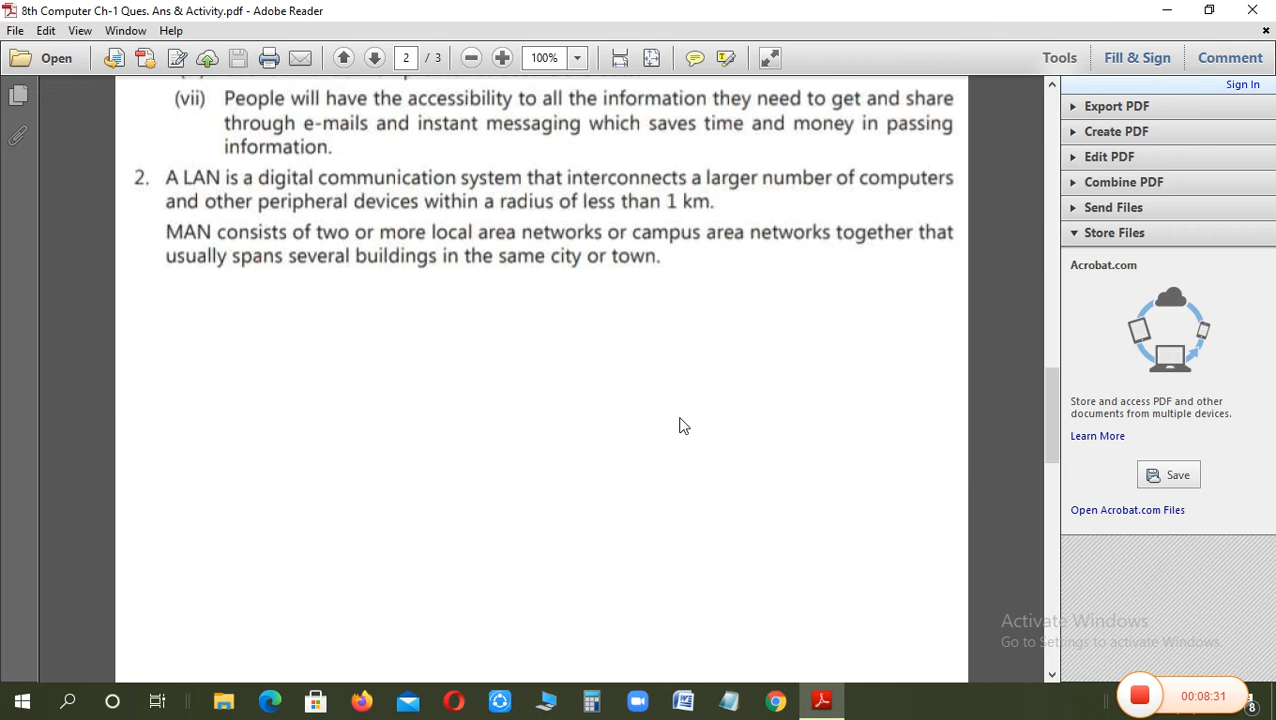 8th Computer Ch-1 Ques. Ans & Activity.pdf - Adobe Reader
File Edit View Window Help
Open 2 / 3 100% Tools Fill & Sign Comment
Sign In
(vii) People will have the accessibility to all the information they need to get and share
through e-mails and instant messaging which saves time and money in passing
information.
2. A LAN is a digital communication system that interconnects a larger number of computers
and other peripheral devices within a radius of less than 1 km.
MAN consists of two or more local area networks or campus area networks together that
usually spans several buildings in the same city or town.
Export PDF
Create PDF
Edit PDF
Combine PDF
Send Files
Store Files
Acrobat.com
Store and access PDF and other
documents from multiple devices.
Learn More
Save
Open Acrobat.com Files
Activate Windows
Go to Settings to activate Windows.
00:08:31
8